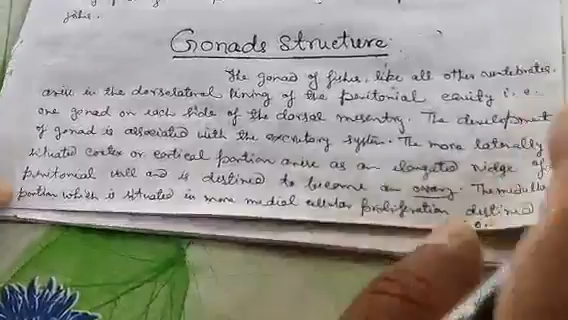 fishes.
Gonads structure
The gonad of fishes, like all other vertebrates.
arise in the dorsolateral lining of the peritonial cavity i.e.
one gonad on each side of the dorsal mesentry. The development
of gonad is associated with the excretory system. The more laterally
situated cortex or cortical portion arise as an elongated ridge of
peritonial wall and is destined to become an ovary. The medulla
portion which is situated in more medial cellular proliferation destined